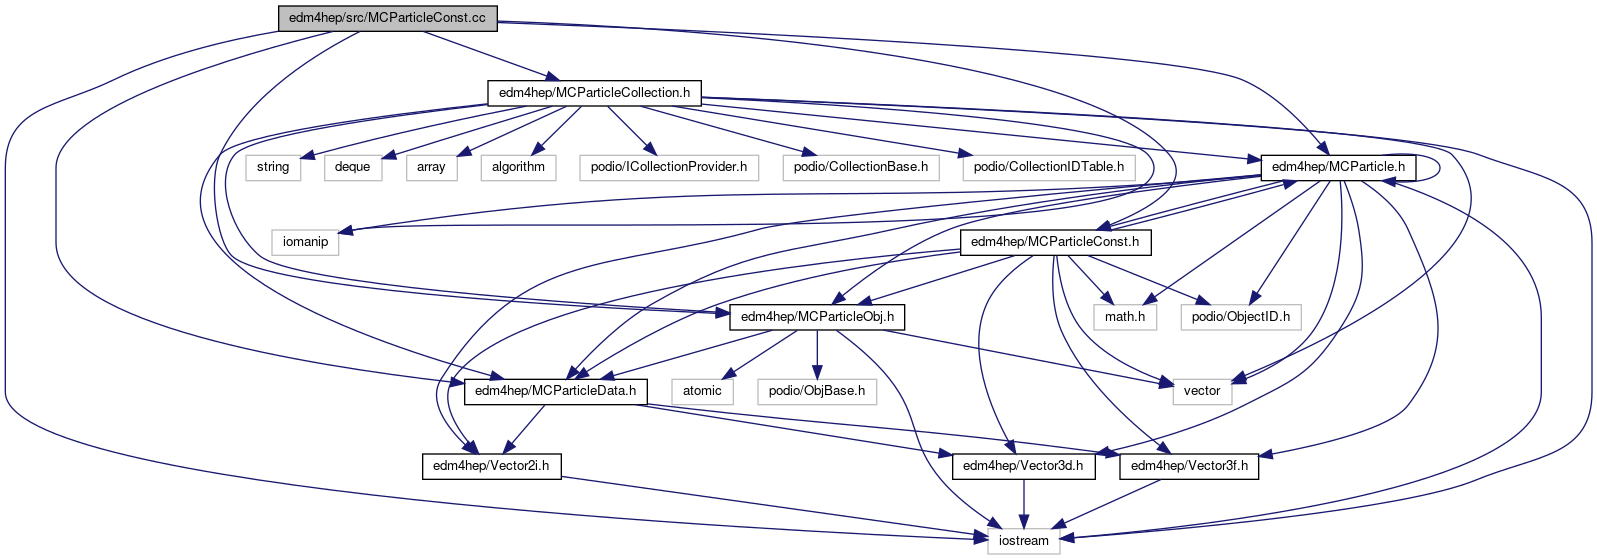 edm4hep/src/MCParticleConst.cc
edm4hep/MCParticleCollection.h
string
deque
array
algorithm
podio/ICollectionProvider.h
podio/CollectionBase.h
podio/CollectionIDTable.h
edm4hep/MCParticle.h
iomanip
edm4hep/MCParticleConst.h
edm4hep/MCParticleObj.h
math.h
podio/ObjectID.h
edm4hep/MCParticleData.h
atomic
podio/ObjBase.h
vector
edm4hep/Vector2i.h
edm4hep/Vector3d.h
edm4hep/Vector3f.h
iostream